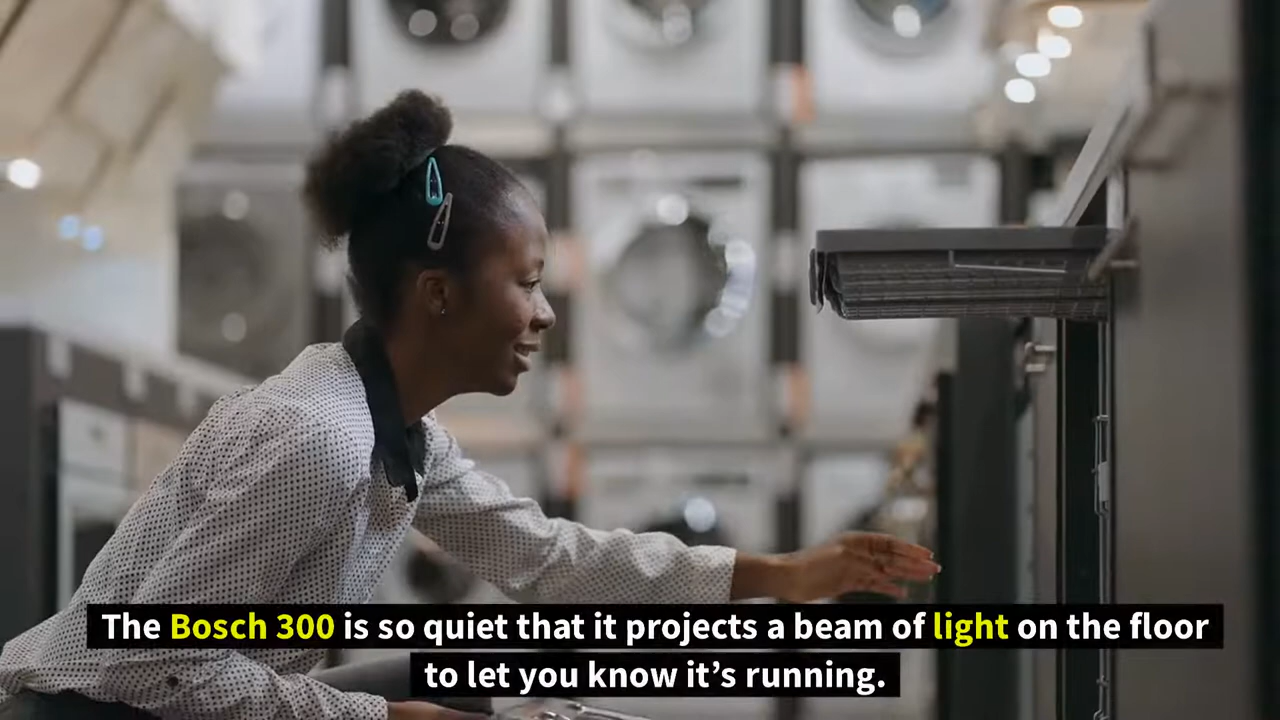 The Bosch 300 is so quiet that it projects a beam of light on the floor
to let you know it’s running.